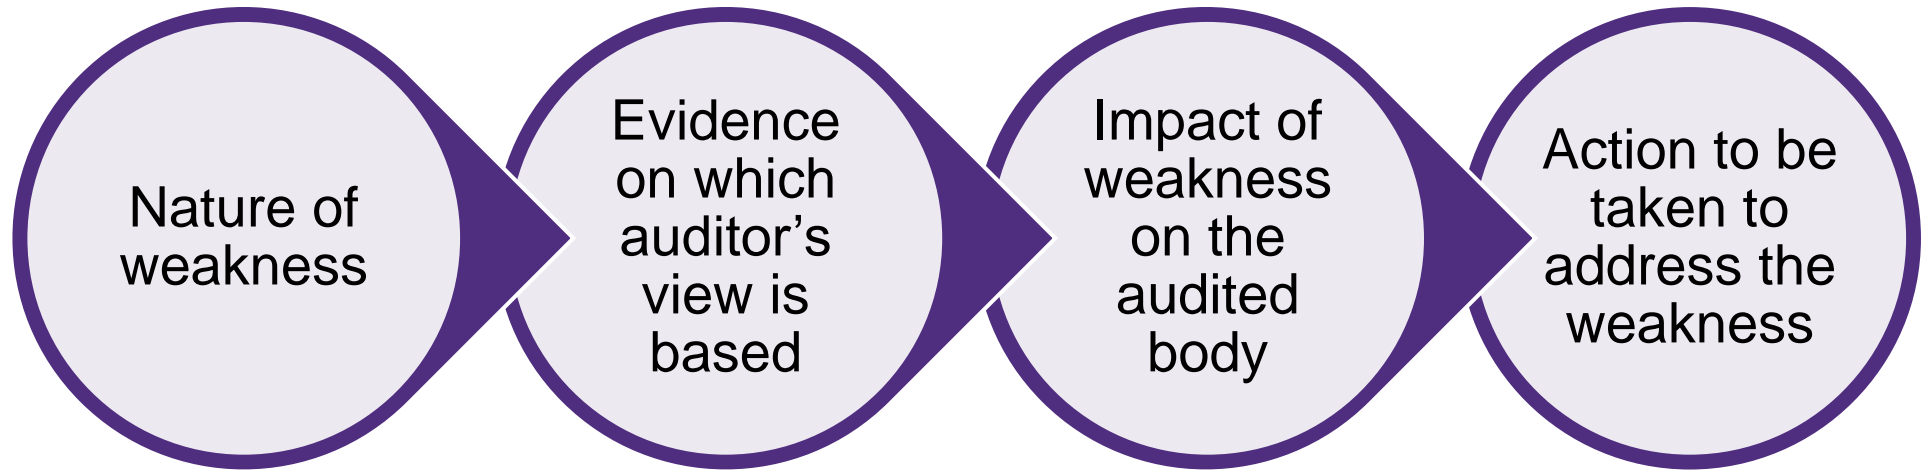 Nature of
weakness
Evidence
on which
auditor’s
view is
based
Impact of
weakness
on the
audited
body
Action to be
taken to
address the
weakness